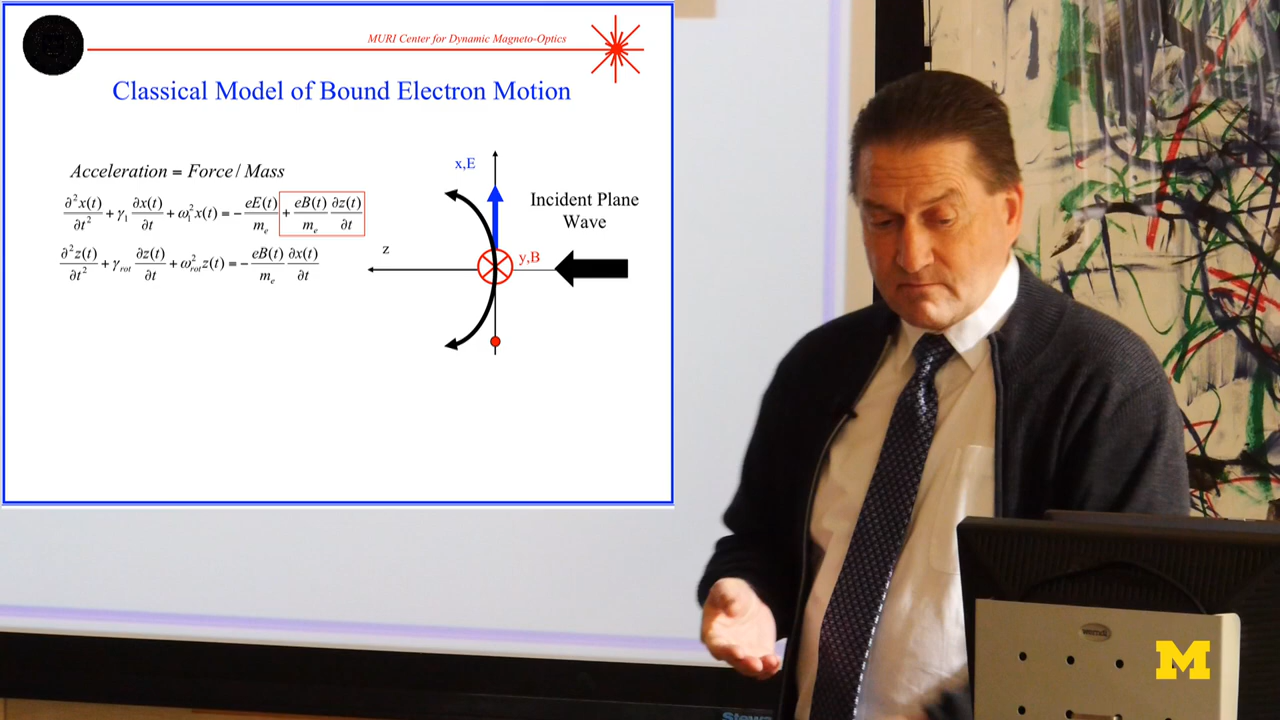 MURI Center for Dynamic Magneto-Optics
Classical Model of Bound Electron Motion
Acceleration = Force / Mass
∂²x(t)/∂t² + γ₁ ∂x(t)/∂t + ω₁²x(t) = − eE(t)/mₑ + eB(t)/mₑ ∂z(t)/∂t
∂²z(t)/∂t² + γ_rot ∂z(t)/∂t + ω²_rot z(t) = − eB(t)/mₑ ∂x(t)/∂t
x,E
Incident Plane
Wave
z
y,B
M